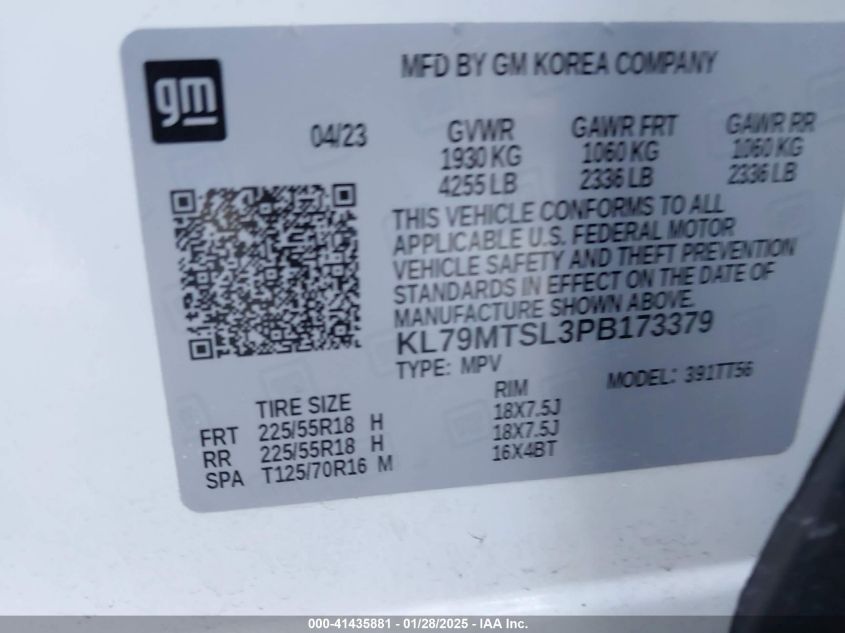 gm
MFD BY GM KOREA COMPANY
04/23
GVWR GAWR FRT GAWR RR
1930 KG 1060 KG 1060 KG
4255 LB 2336 LB 2336 LB
THIS VEHICLE CONFORMS TO ALL
APPLICABLE U.S. FEDERAL MOTOR
VEHICLE SAFETY AND THEFT PREVENTION
STANDARDS IN EFFECT ON THE DATE OF
MANUFACTURE SHOWN ABOVE.
KL79MTSL3PB173379
TYPE: MPV MODEL: 391TT56
TIRE SIZE RIM
FRT 225/55R18 H 18X7.5J
RR 225/55R18 H 18X7.5J
SPA T125/70R16 M 16X4BT
000-41435881 - 01/28/2025 - IAA Inc.